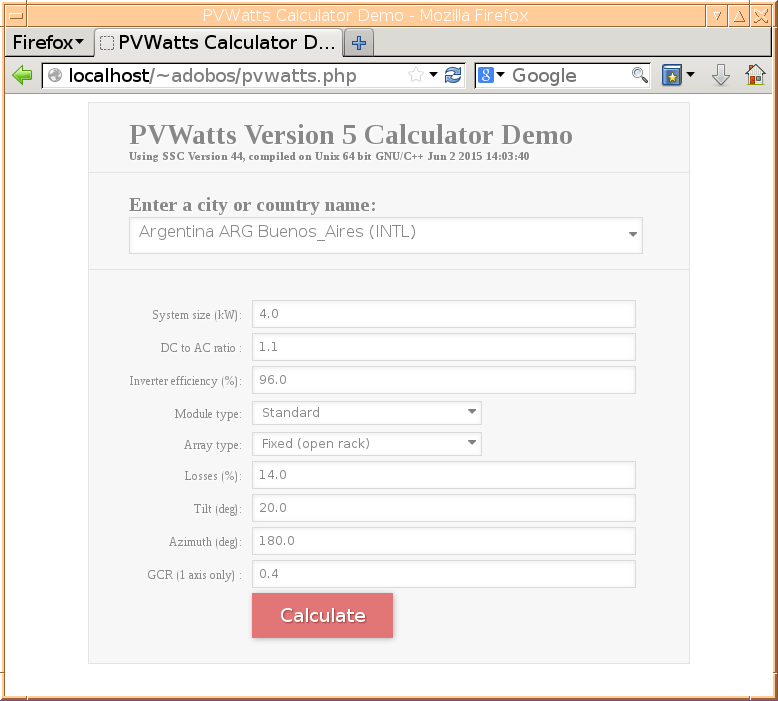 PVWatts Calculator Demo - Mozilla Firefox
Firefox
PVWatts Calculator D...
localhost/~adobos/pvwatts.php
8 Google
PVWatts Version 5 Calculator Demo
Using SSC Version 44, compiled on Unix 64 bit GNU/C++ Jun 2 2015 14:03:40
Enter a city or country name:
Argentina ARG Buenos_Aires (INTL)
System size (kW): 4.0
DC to AC ratio : 1.1
Inverter efficiency (%): 96.0
Module type: Standard
Array type: Fixed (open rack)
Losses (%): 14.0
Tilt (deg): 20.0
Azimuth (deg): 180.0
GCR (1 axis only) : 0.4
Calculate